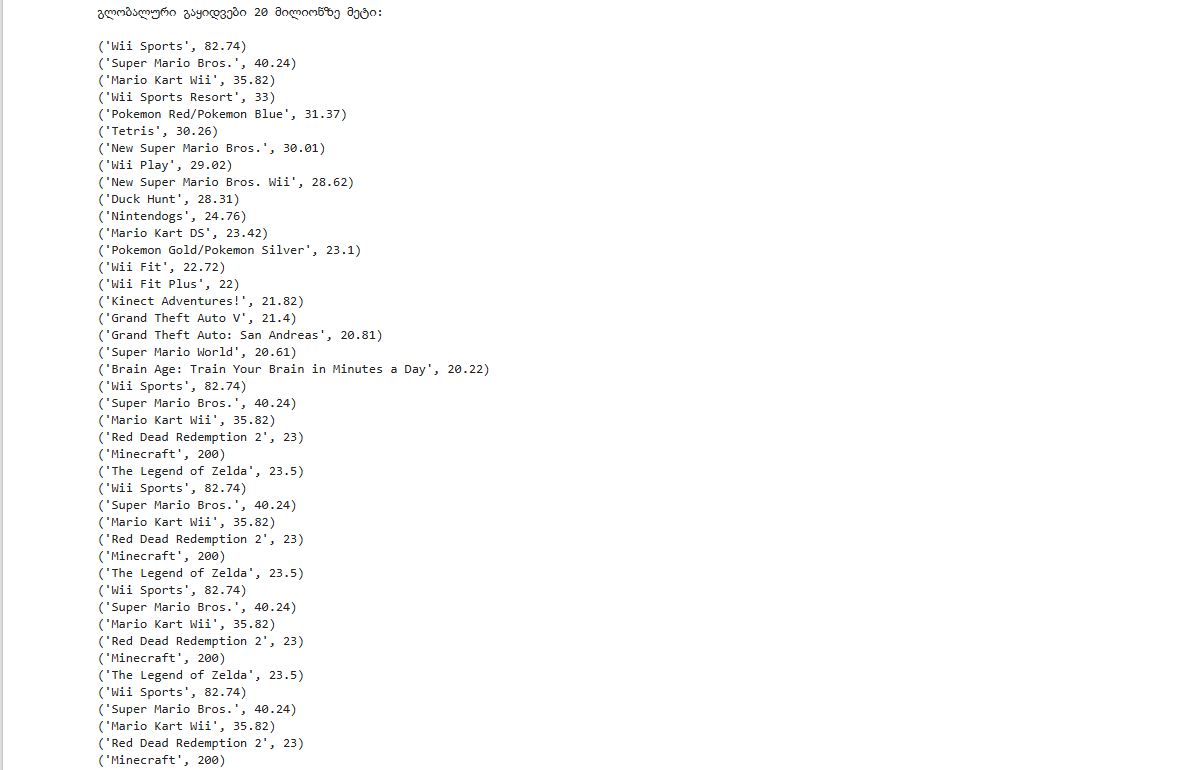 გლობალური გაყიდვები 20 მილიონზე მეტი:
('Wii Sports', 82.74)
('Super Mario Bros.', 40.24)
('Mario Kart Wii', 35.82)
('Wii Sports Resort', 33)
('Pokemon Red/Pokemon Blue', 31.37)
('Tetris', 30.26)
('New Super Mario Bros.', 30.01)
('Wii Play', 29.02)
('New Super Mario Bros. Wii', 28.62)
('Duck Hunt', 28.31)
('Nintendogs', 24.76)
('Mario Kart DS', 23.42)
('Pokemon Gold/Pokemon Silver', 23.1)
('Wii Fit', 22.72)
('Wii Fit Plus', 22)
('Kinect Adventures!', 21.82)
('Grand Theft Auto V', 21.4)
('Grand Theft Auto: San Andreas', 20.81)
('Super Mario World', 20.61)
('Brain Age: Train Your Brain in Minutes a Day', 20.22)
('Wii Sports', 82.74)
('Super Mario Bros.', 40.24)
('Mario Kart Wii', 35.82)
('Red Dead Redemption 2', 23)
('Minecraft', 200)
('The Legend of Zelda', 23.5)
('Wii Sports', 82.74)
('Super Mario Bros.', 40.24)
('Mario Kart Wii', 35.82)
('Red Dead Redemption 2', 23)
('Minecraft', 200)
('The Legend of Zelda', 23.5)
('Wii Sports', 82.74)
('Super Mario Bros.', 40.24)
('Mario Kart Wii', 35.82)
('Red Dead Redemption 2', 23)
('Minecraft', 200)
('The Legend of Zelda', 23.5)
('Wii Sports', 82.74)
('Super Mario Bros.', 40.24)
('Mario Kart Wii', 35.82)
('Red Dead Redemption 2', 23)
('Minecraft', 200)